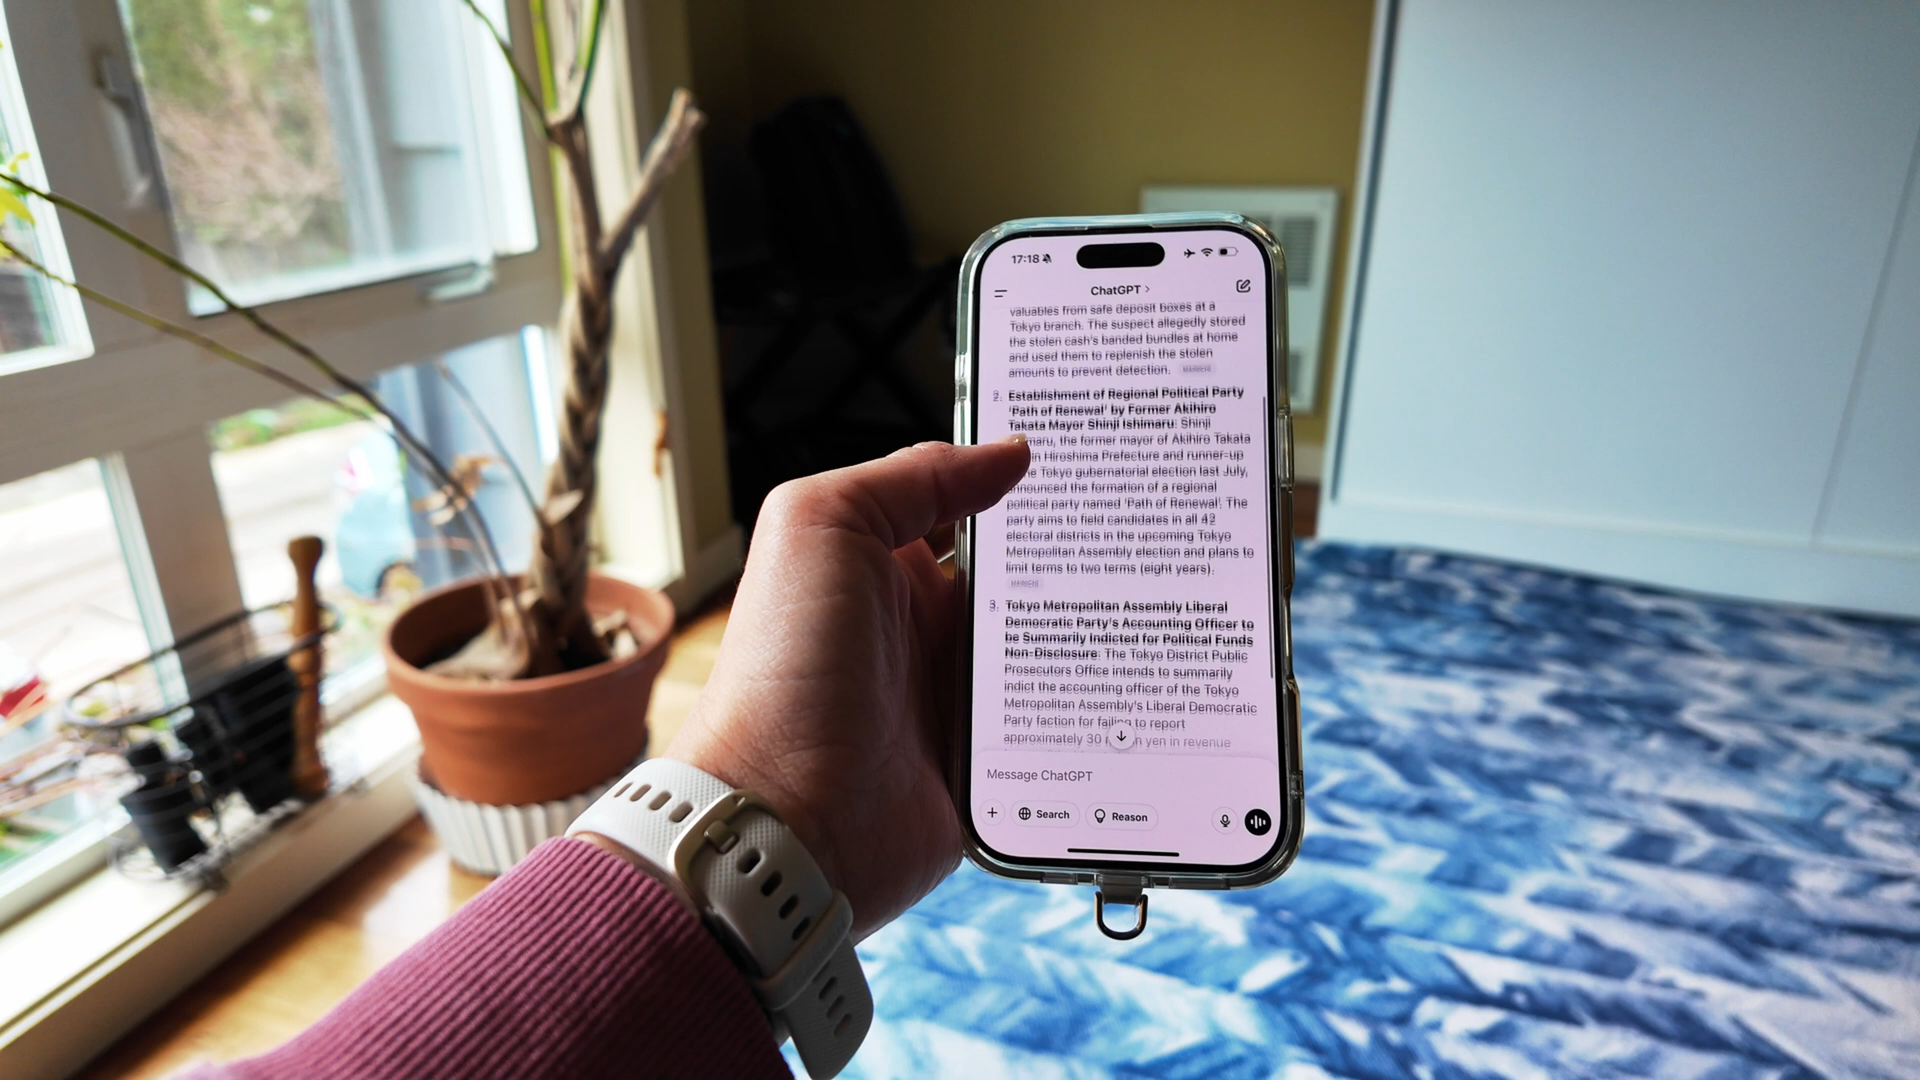 17:18
ChatGPT >
valuables from safe deposit boxes at a
Tokyo branch. The suspect allegedly stored
the stolen cash's banded bundles at home
and used them to replenish the stolen
amounts to prevent detection.
2. Establishment of Regional Political Party
'Path of Renewal' by Former Akihiro
Takata Mayor Shinji Ishimaru: Shinji
maru, the former mayor of Akihiro Takata
in Hiroshima Prefecture and runner-up
ne Tokyo gubernatorial election last July,
announced the formation of a regional
political party named 'Path of Renewal'. The
party aims to field candidates in all 42
electoral districts in the upcoming Tokyo
Metropolitan Assembly election and plans to
limit terms to two terms (eight years).
3. Tokyo Metropolitan Assembly Liberal
Democratic Party's Accounting Officer to
be Summarily Indicted for Political Funds
Non-Disclosure: The Tokyo District Public
Prosecutors Office intends to summarily
indict the accounting officer of the Tokyo
Metropolitan Assembly's Liberal Democratic
Party faction for failing to report
approximately 30 yen in revenue
Message ChatGPT
Search Reason